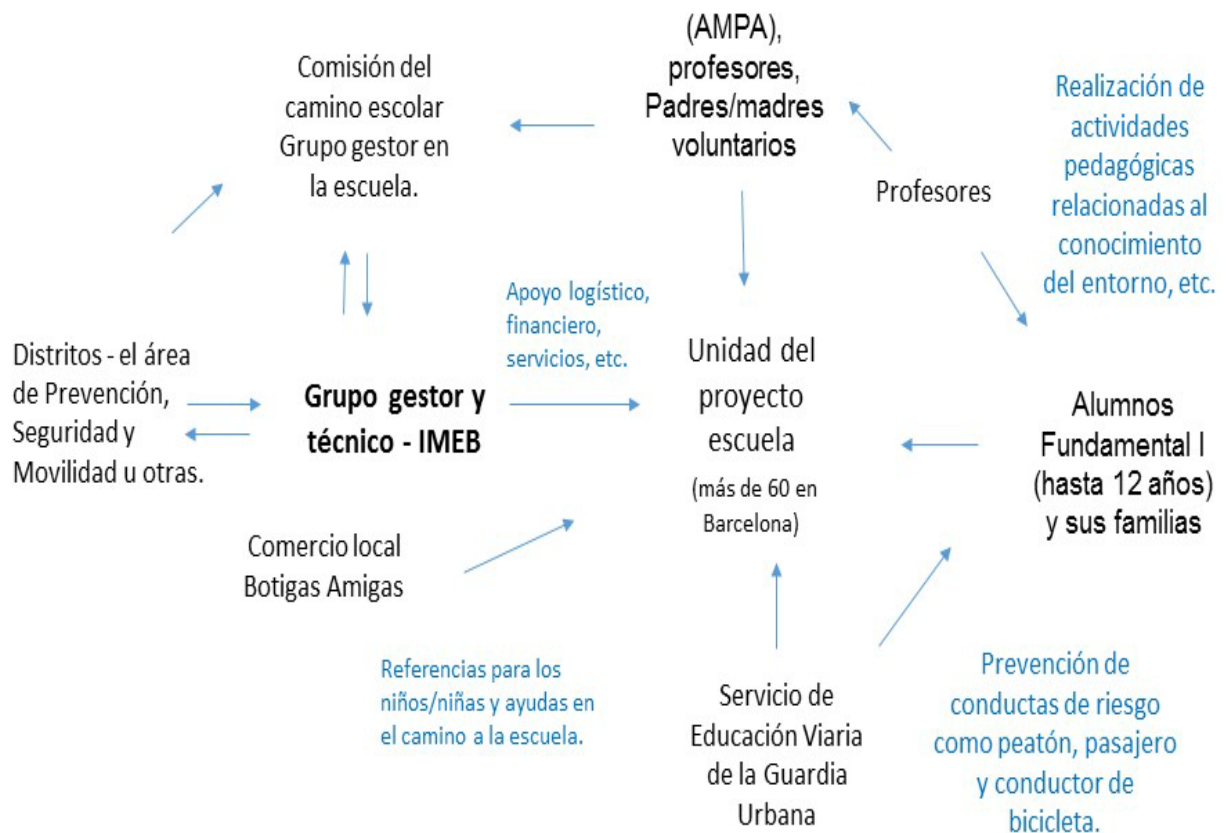 (AMPA),
profesores,
Padres/madres
voluntarios
Comisión del
camino escolar
Grupo gestor en
la escuela.
Realización de
actividades
pedagógicas
relacionadas al
conocimiento
del entorno, etc.
Profesores
Apoyo logístico,
financiero,
servicios, etc.
Distritos - el área
de Prevención,
Seguridad y
Movilidad u otras.
Grupo gestor y
técnico - IMEB
Unidad del
proyecto
escuela
(más de 60 en
Barcelona)
Alumnos
Fundamental I
(hasta 12 años)
y sus familias
Comercio local
Botigas Amigas
Referencias para los
niños/niñas y ayudas en
el camino a la escuela.
Servicio de
Educación Viaria
de la Guardia
Urbana
Prevención de
conductas de riesgo
como peatón, pasajero
y conductor de
bicicleta.